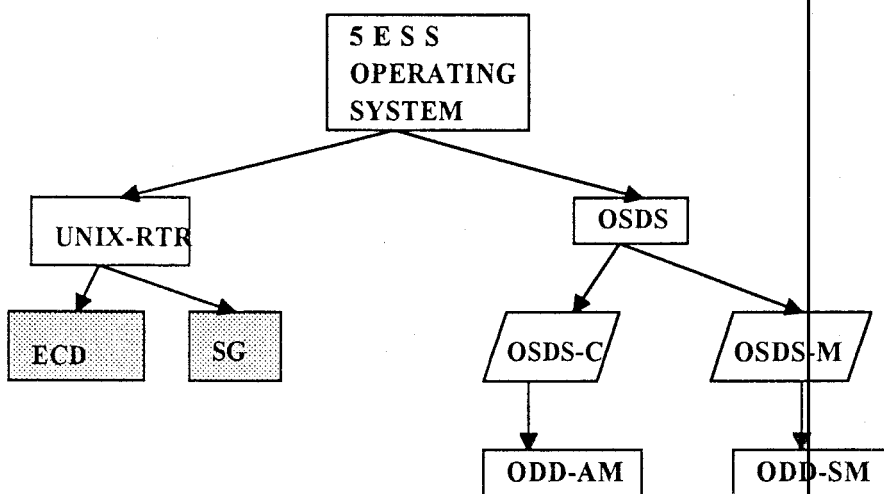 5 E S S
OPERATING
SYSTEM
UNIX-RTR
OSDS
ECD
SG
OSDS-C
OSDS-M
ODD-AM
ODD-SM